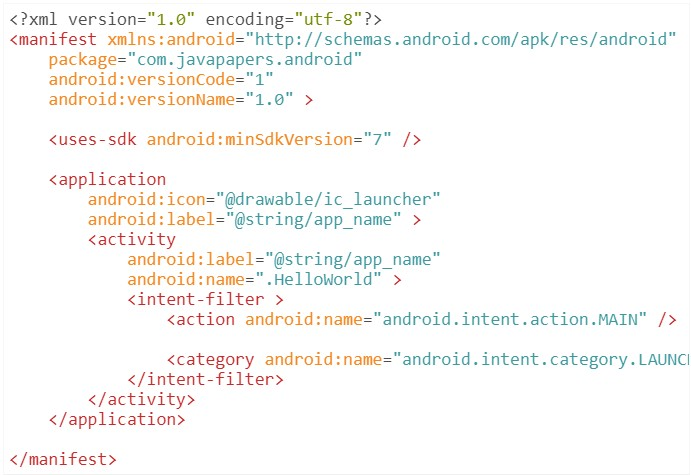 <?xml version="1.0" encoding="utf-8"?>
<manifest xmlns:android="http://schemas.android.com/apk/res/android"
    package="com.javapapers.android"
    android:versionCode="1"
    android:versionName="1.0" >

    <uses-sdk android:minSdkVersion="7" />

    <application
        android:icon="@drawable/ic_launcher"
        android:label="@string/app_name" >
        <activity
            android:label="@string/app_name"
            android:name=".HelloWorld" >
            <intent-filter >
                <action android:name="android.intent.action.MAIN" />

                <category android:name="android.intent.category.LAUNC
            </intent-filter>
        </activity>
    </application>

</manifest>